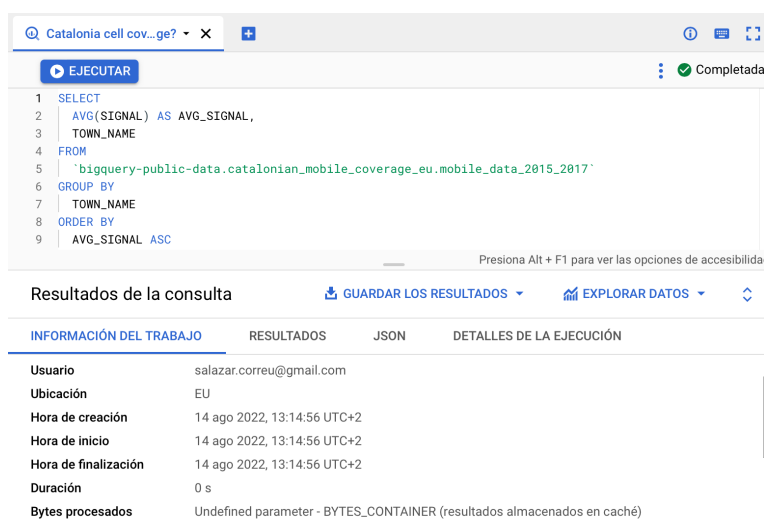 Catalonia cell cov...ge?
EJECUTAR
Completada
1 SELECT
2 AVG(SIGNAL) AS AVG_SIGNAL,
3 TOWN_NAME
4 FROM
5 `bigquery-public-data.catalonian_mobile_coverage_eu.mobile_data_2015_2017`
6 GROUP BY
7 TOWN_NAME
8 ORDER BY
9 AVG_SIGNAL ASC
Presiona Alt + F1 para ver las opciones de accesibilida
Resultados de la consulta GUARDAR LOS RESULTADOS EXPLORAR DATOS
INFORMACIÓN DEL TRABAJO RESULTADOS JSON DETALLES DE LA EJECUCIÓN
Usuario salazar.correu@gmail.com
Ubicación EU
Hora de creación 14 ago 2022, 13:14:56 UTC+2
Hora de inicio 14 ago 2022, 13:14:56 UTC+2
Hora de finalización 14 ago 2022, 13:14:56 UTC+2
Duración 0 s
Bytes procesados Undefined parameter - BYTES_CONTAINER (resultados almacenados en caché)